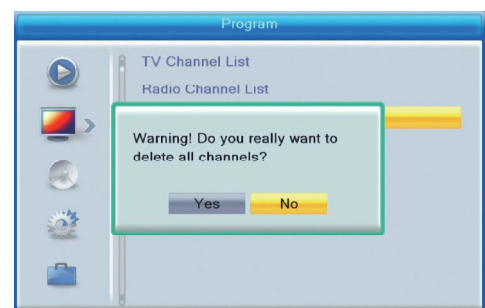 Program
TV Channel List
Radio Channel List
Warning! Do you really want to
delete all channels?
Yes No